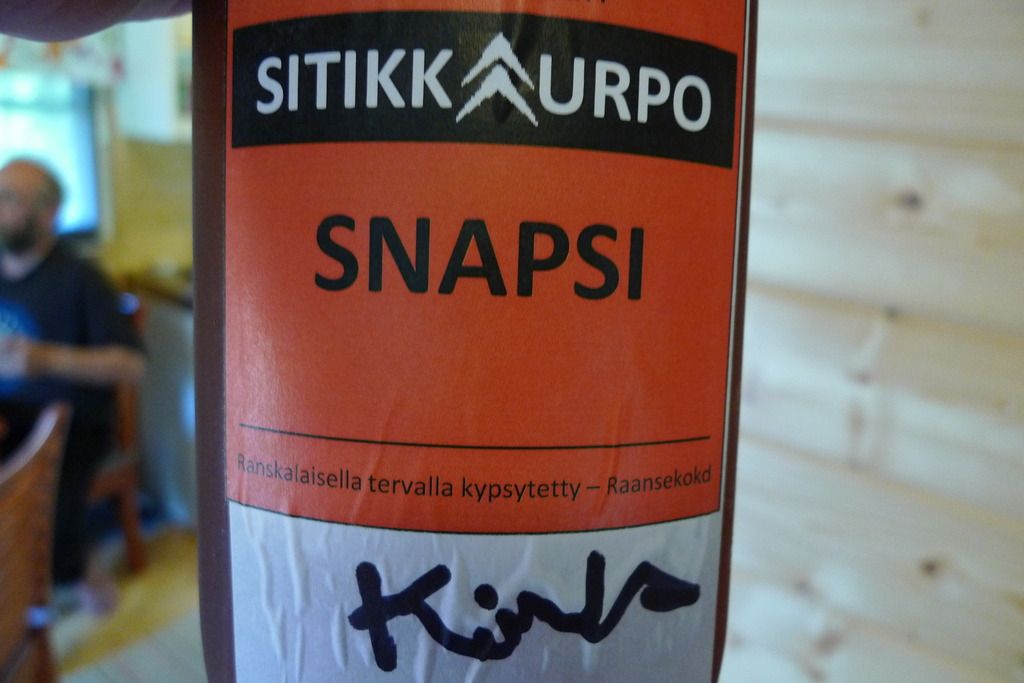 SITIKKAURPO
SNAPSI
Ranskalaisella tervalla kypsytetty – Raansekokd